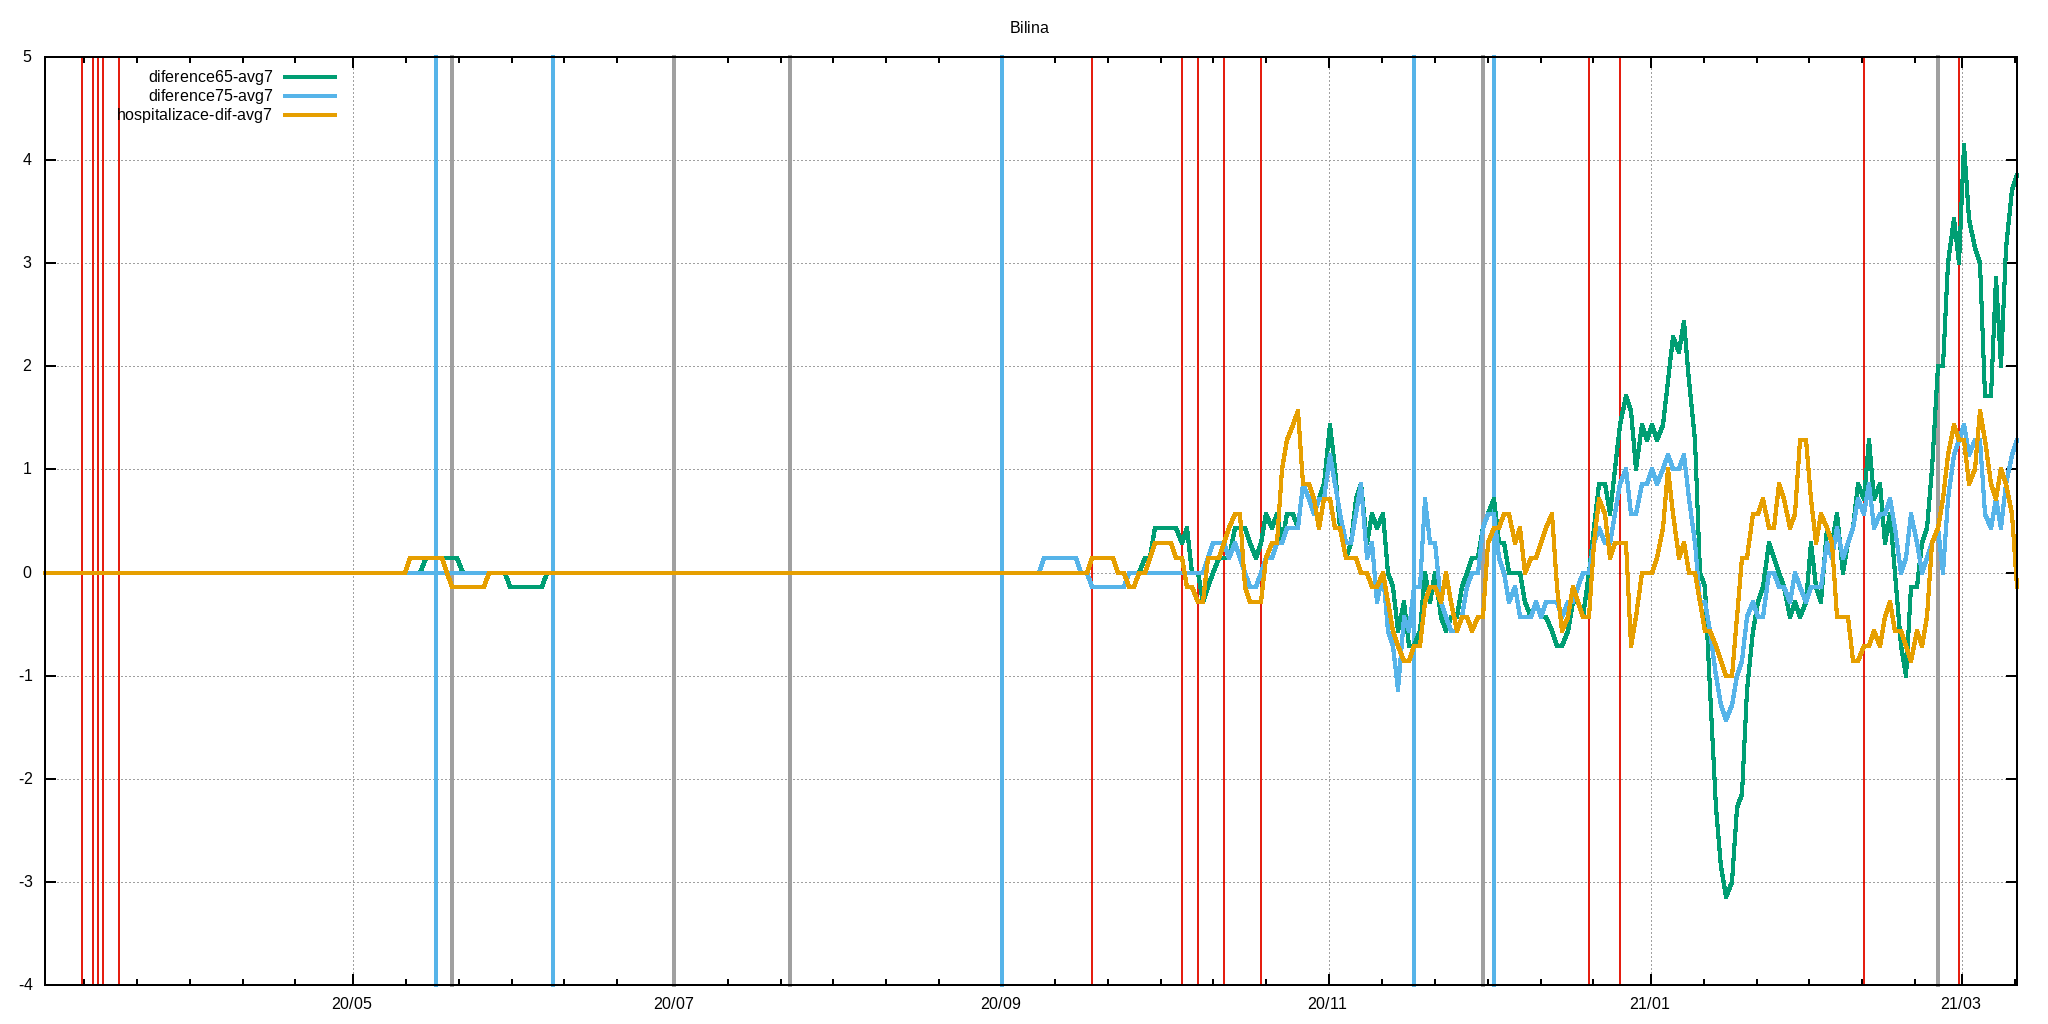 Bilina
5
diference65-avg7
diference75-avg7
hospitalizace-dif-avg7
4
3
2
1
0
-1
-2
-3
-4
20/05 20/07 20/09 20/11 21/01 21/03